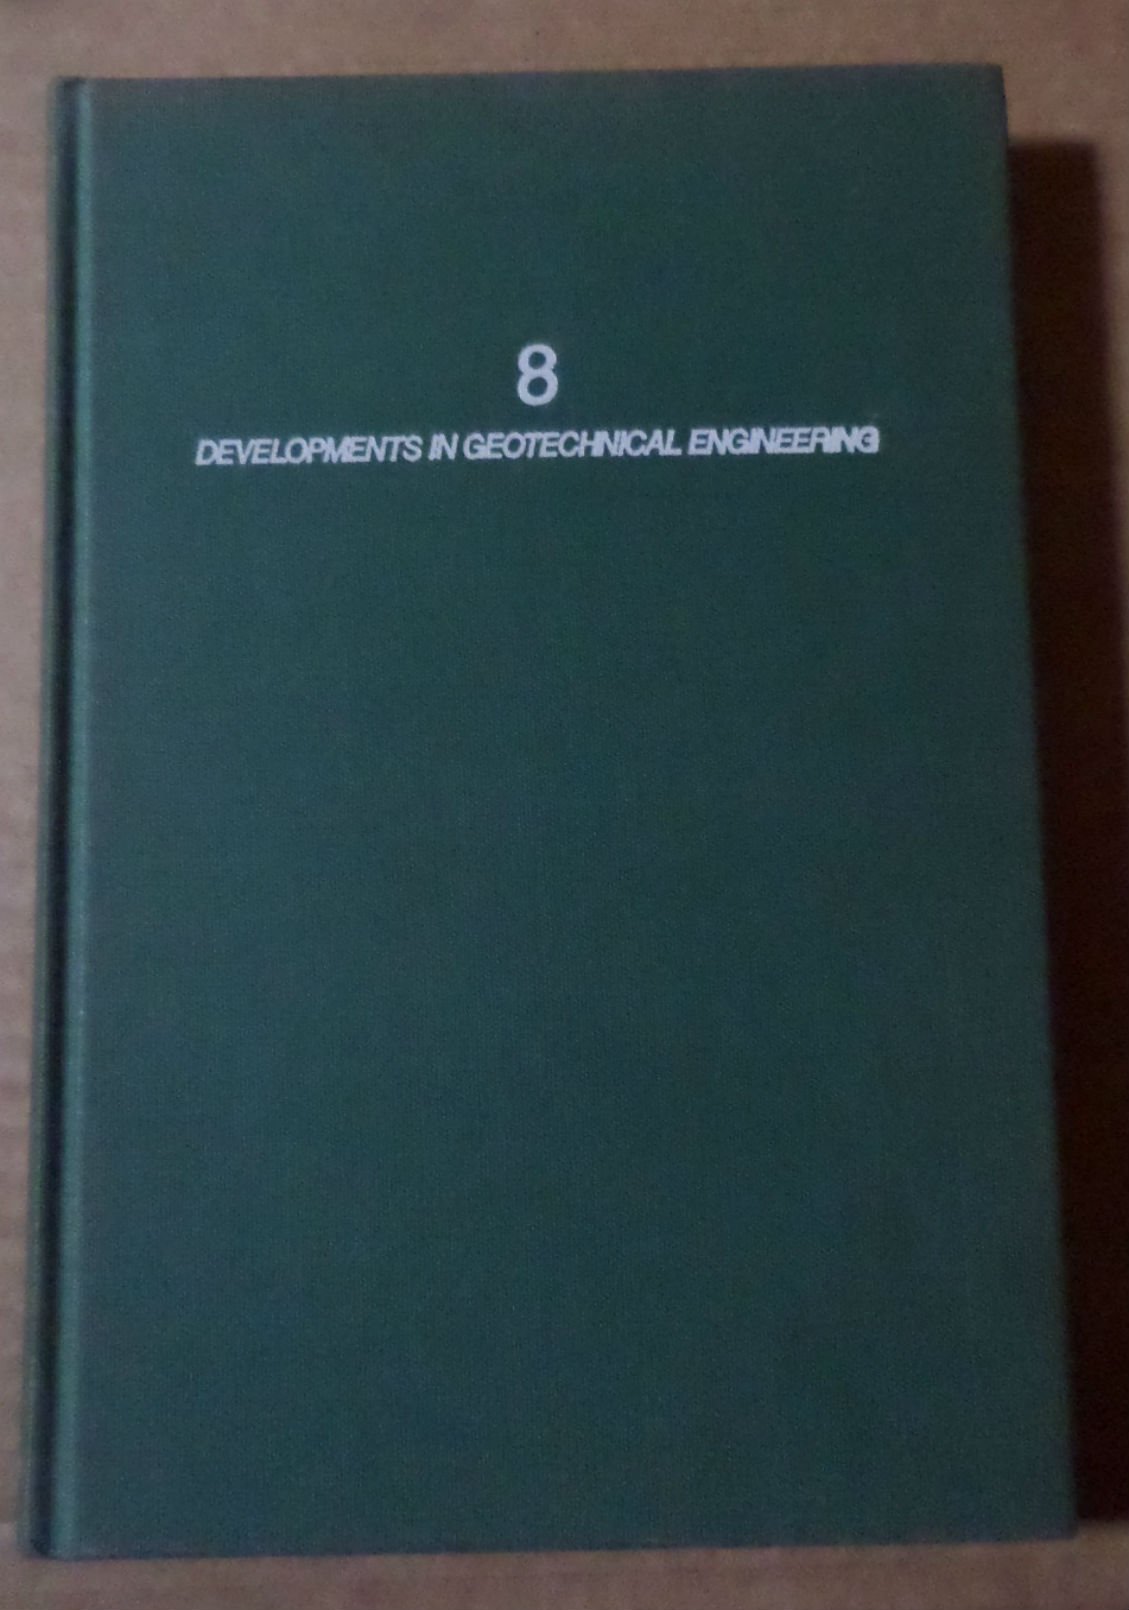 8
DEVELOPMENTS IN GEOTECHNICAL ENGINEERING